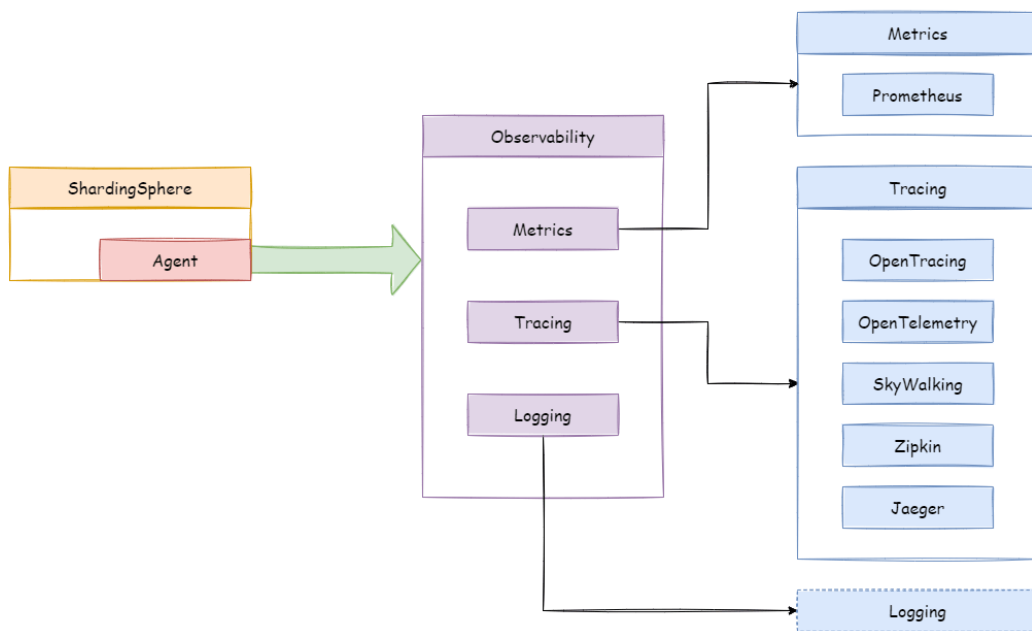 ShardingSphere
Agent
Observability
Metrics
Tracing
Logging
Metrics
Prometheus
Tracing
OpenTracing
OpenTelemetry
SkyWalking
Zipkin
Jaeger
Logging